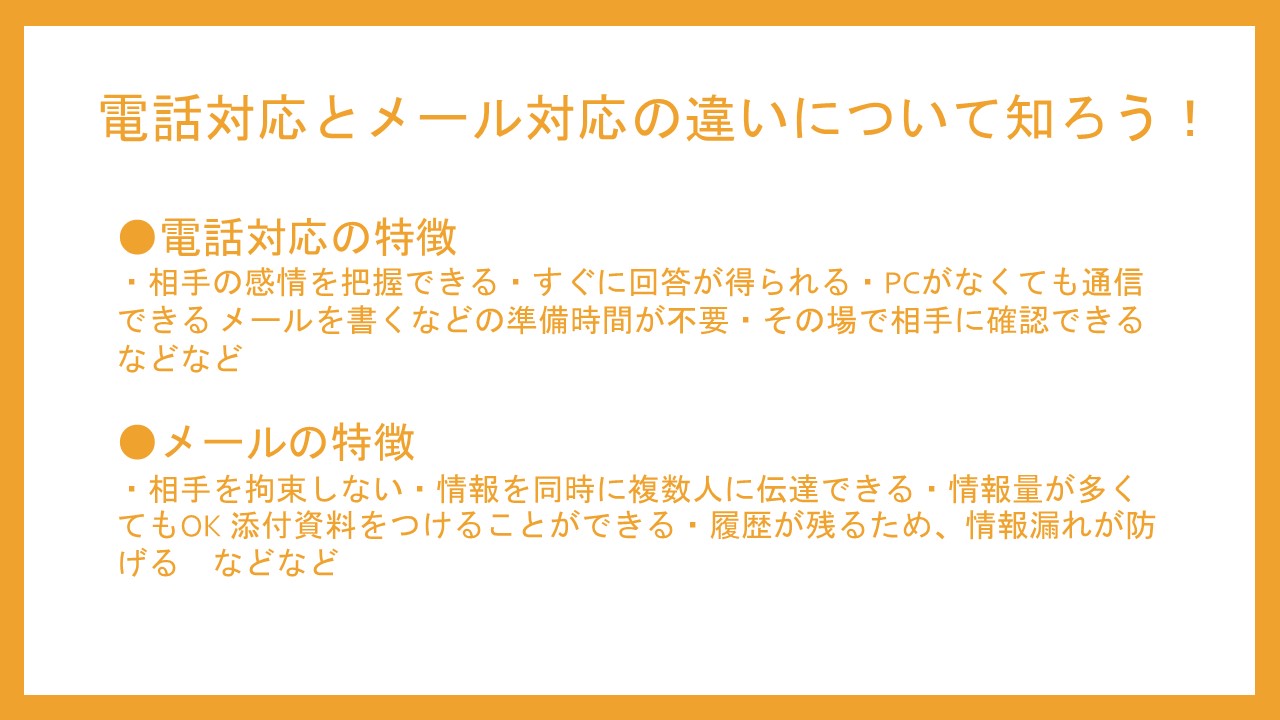 電話対応とメール対応の違いについて知ろう！
●電話対応の特徴
・相手の感情を把握できる・すぐに回答が得られる・PCがなくても通信
できる メールを書くなどの準備時間が不要・その場で相手に確認できる
などなど
●メールの特徴
・相手を拘束しない・情報を同時に複数人に伝達できる・情報量が多く
てもOK 添付資料をつけることができる・履歴が残るため、情報漏れが防
げる　などなど